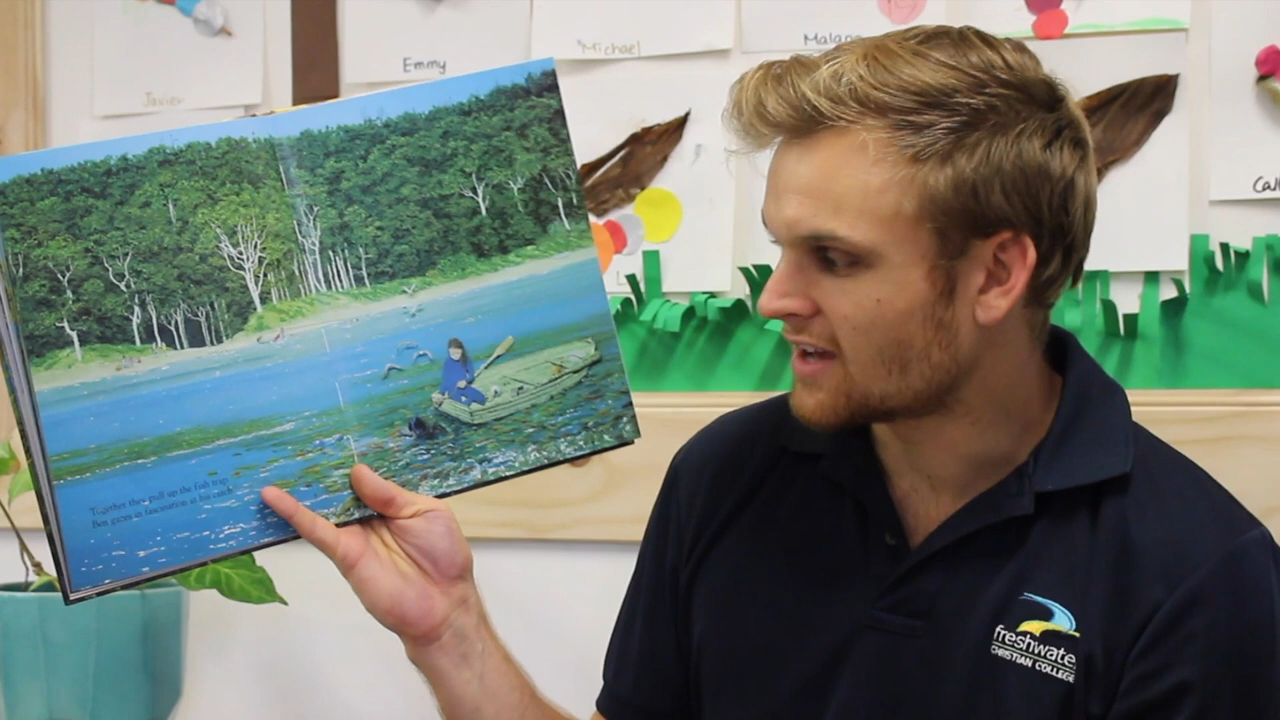 Javier
Emmy
Michael
Malana
Together they pull up the fish trap
Ben gazes in fascination at his catch
freshwater
CHRISTIAN COLLEGE